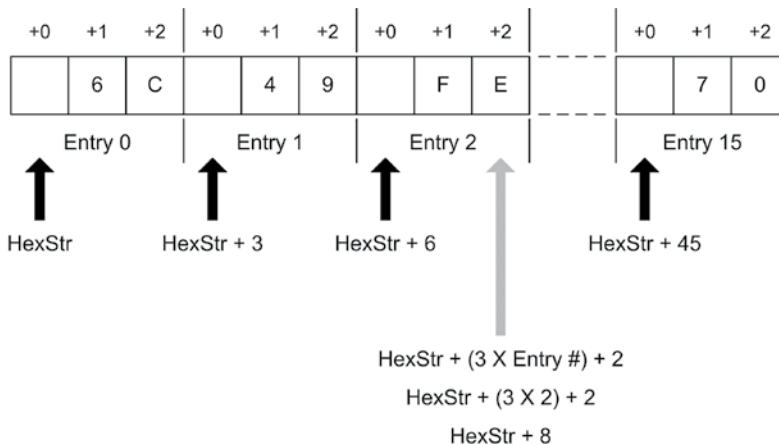 +0 +1 +2 +0 +1 +2 +0 +1 +2 +0 +1 +2
6 C 4 9 F E 7 0
Entry 0 Entry 1 Entry 2 Entry 15
HexStr HexStr + 3 HexStr + 6 HexStr + 45
HexStr + (3 X Entry #) + 2
HexStr + (3 X 2) + 2
HexStr + 8